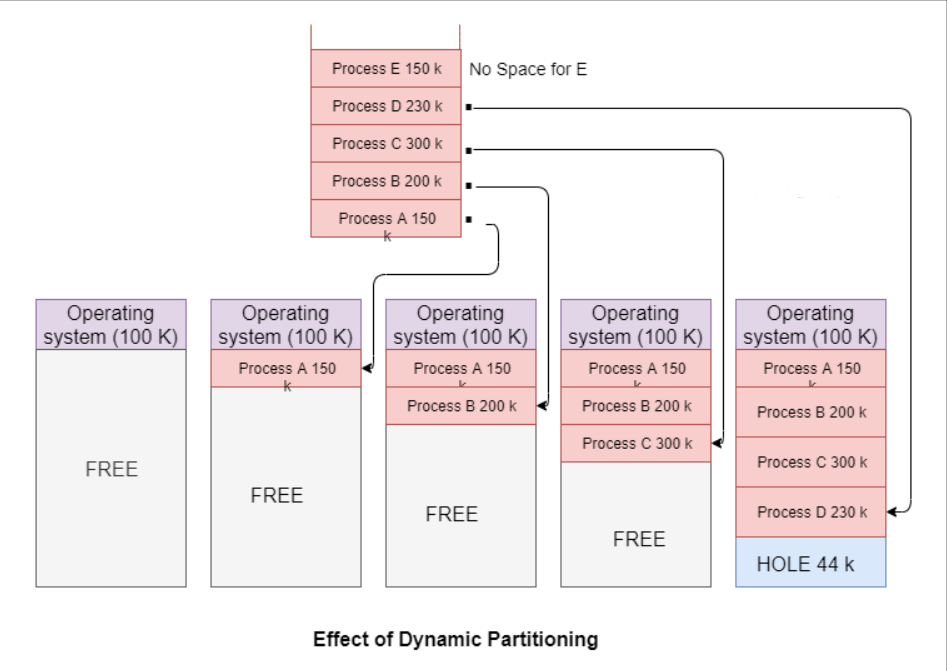 Process E 150 k
No Space for E
Process D 230 k
Process C 300 k
Process B 200 k
Process A 150
k
Operating
system (100 K)
FREE
Operating
system (100 K)
Process A 150
k
FREE
Operating
system (100 K)
Process A 150
k
Process B 200 k
FREE
Operating
system (100 K)
Process A 150
k
Process B 200 k
Process C 300 k
FREE
Operating
system (100 K)
Process A 150
k
Process B 200 k
Process C 300 k
Process D 230 k
HOLE 44 k
Effect of Dynamic Partitioning